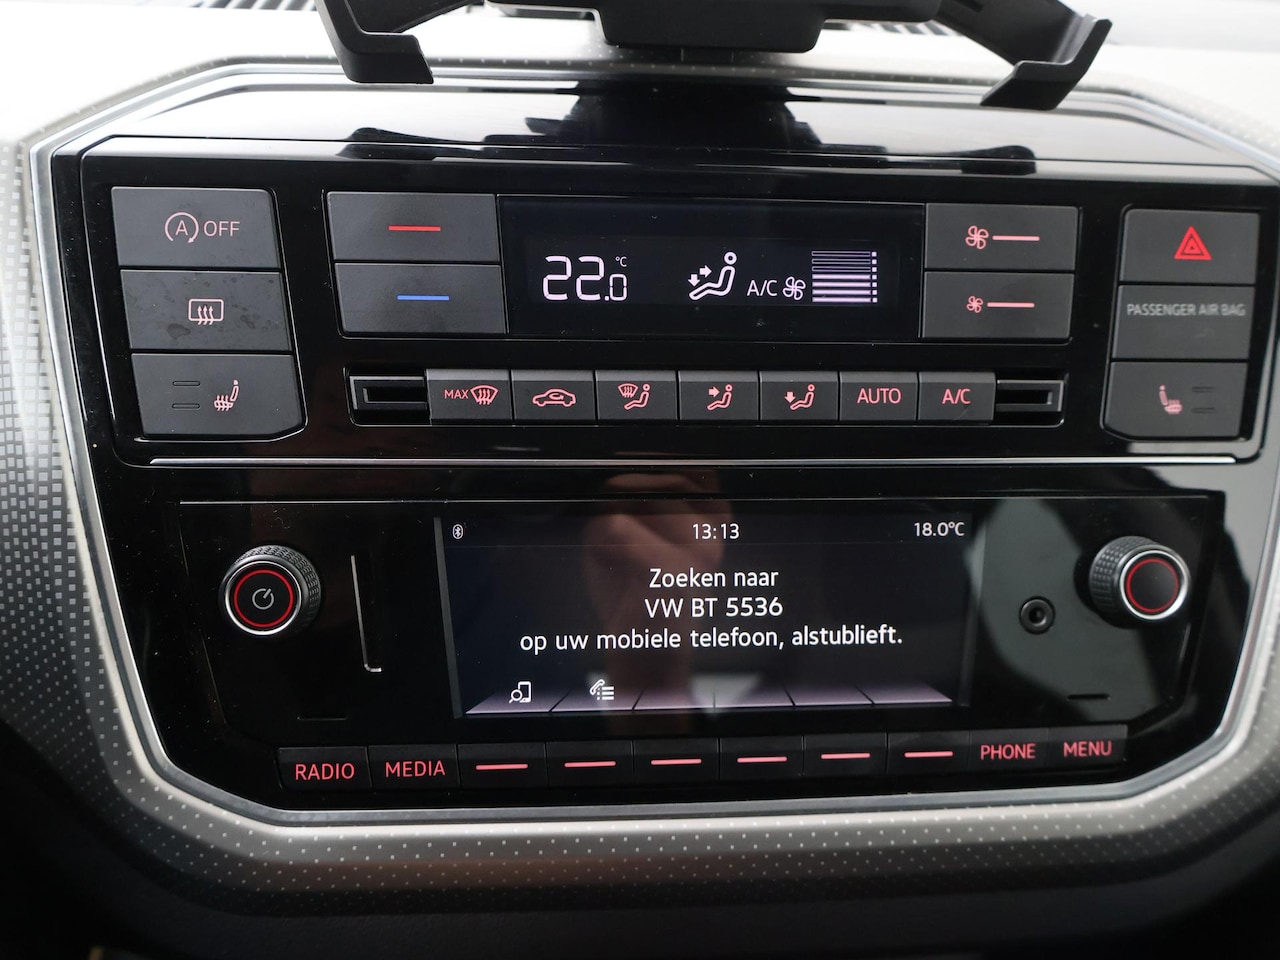 A OFF
22.0 °C
A/C
PASSENGER AIR BAG
MAX
AUTO
A/C
13:13
18.0°C
Zoeken naar
VW BT 5536
op uw mobiele telefoon, alstublieft.
RADIO
MEDIA
PHONE
MENU